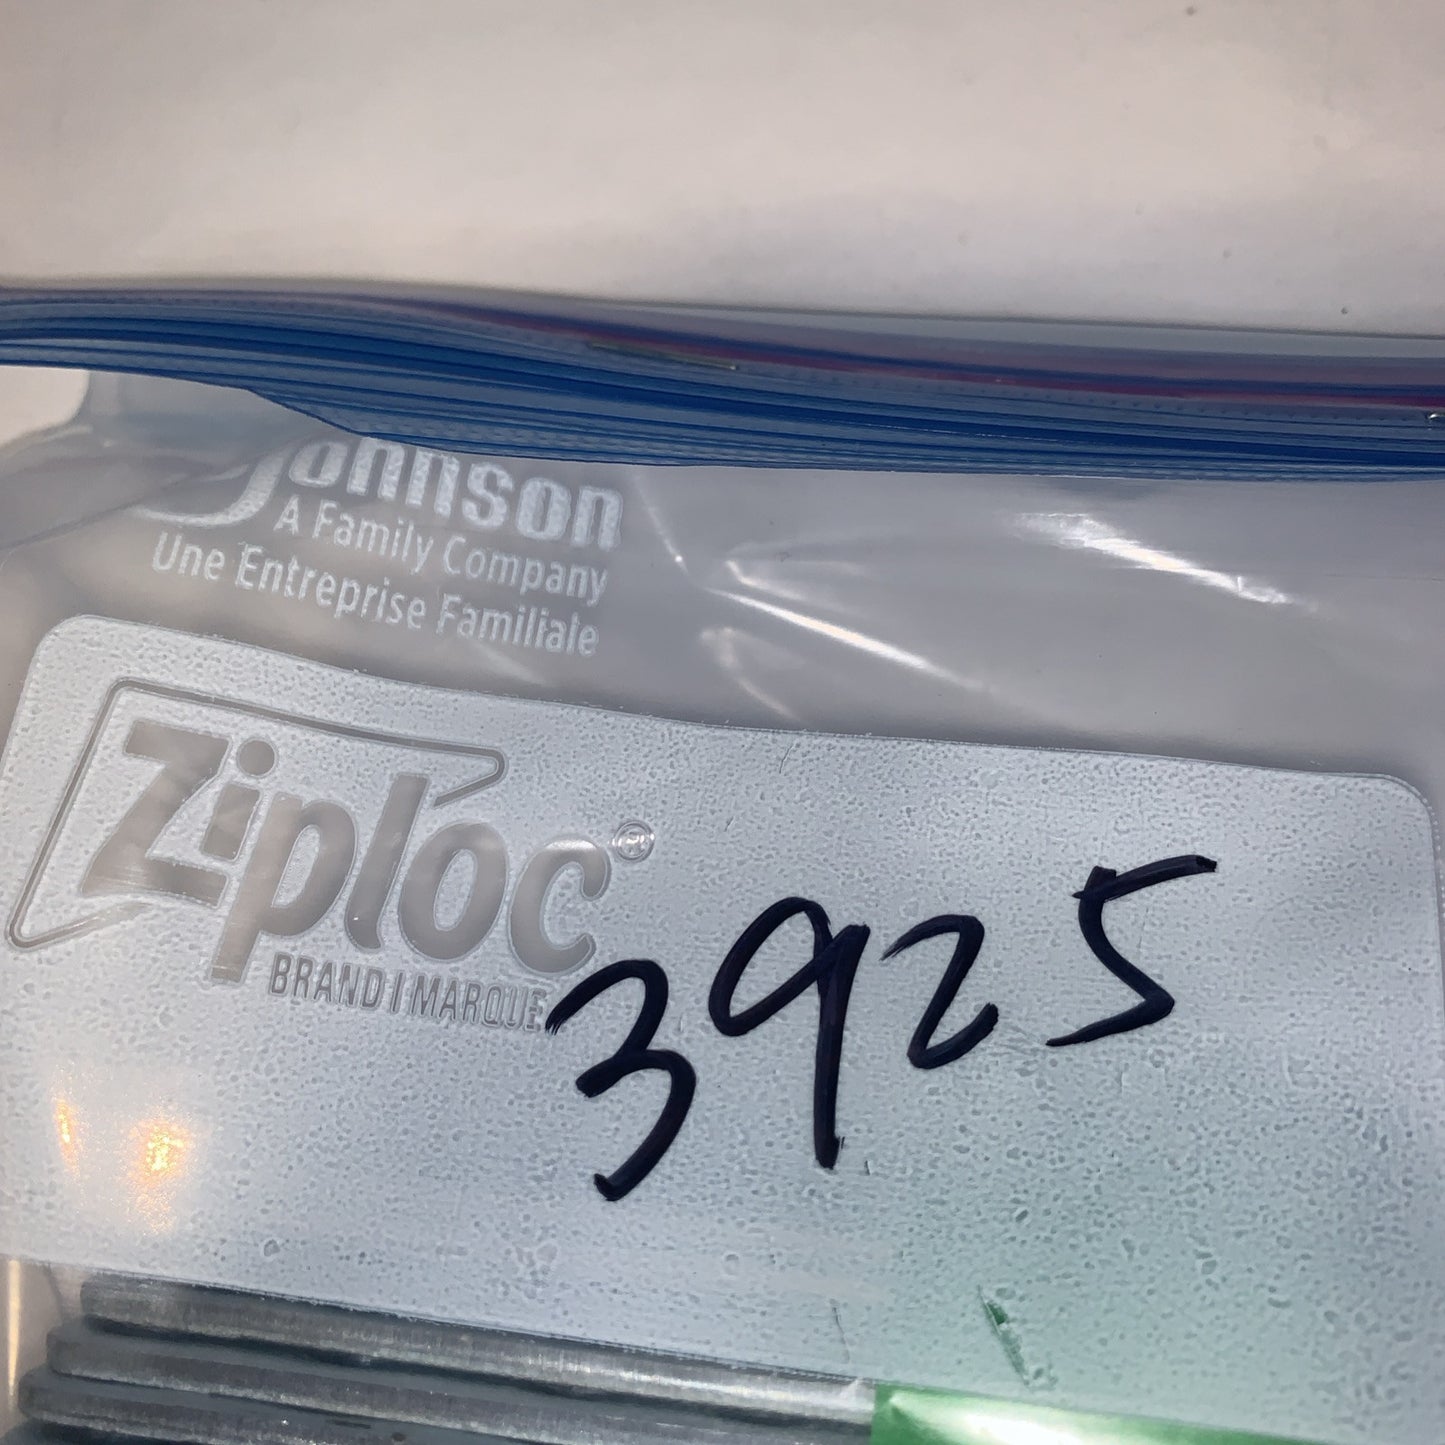 Johnson
A Family Company
Une Entreprise Familiale
Ziploc®
BRAND | MARQUE
3925